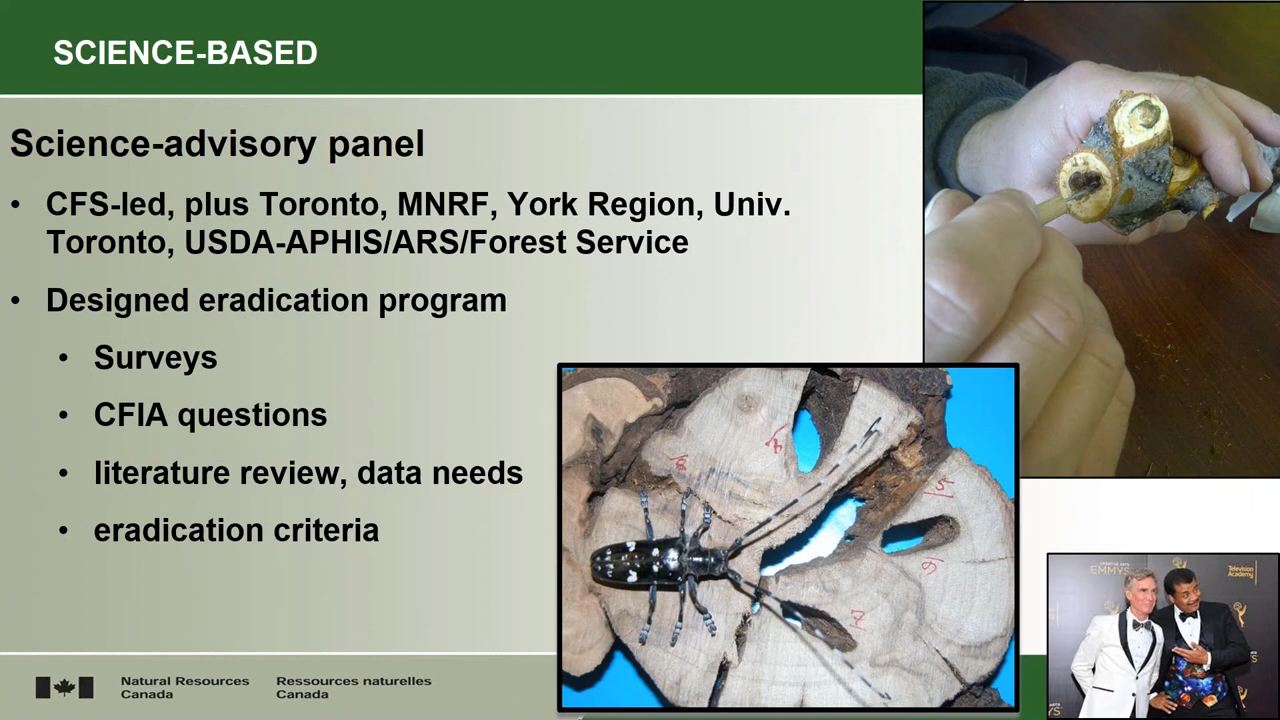 SCIENCE-BASED
Science-advisory panel
• CFS-led, plus Toronto, MNRF, York Region, Univ.
Toronto, USDA-APHIS/ARS/Forest Service
• Designed eradication program
• Surveys
• CFIA questions
• literature review, data needs
• eradication criteria
Natural Resources
Canada
Ressources naturelles
Canada
EMMYS
Television
Academy